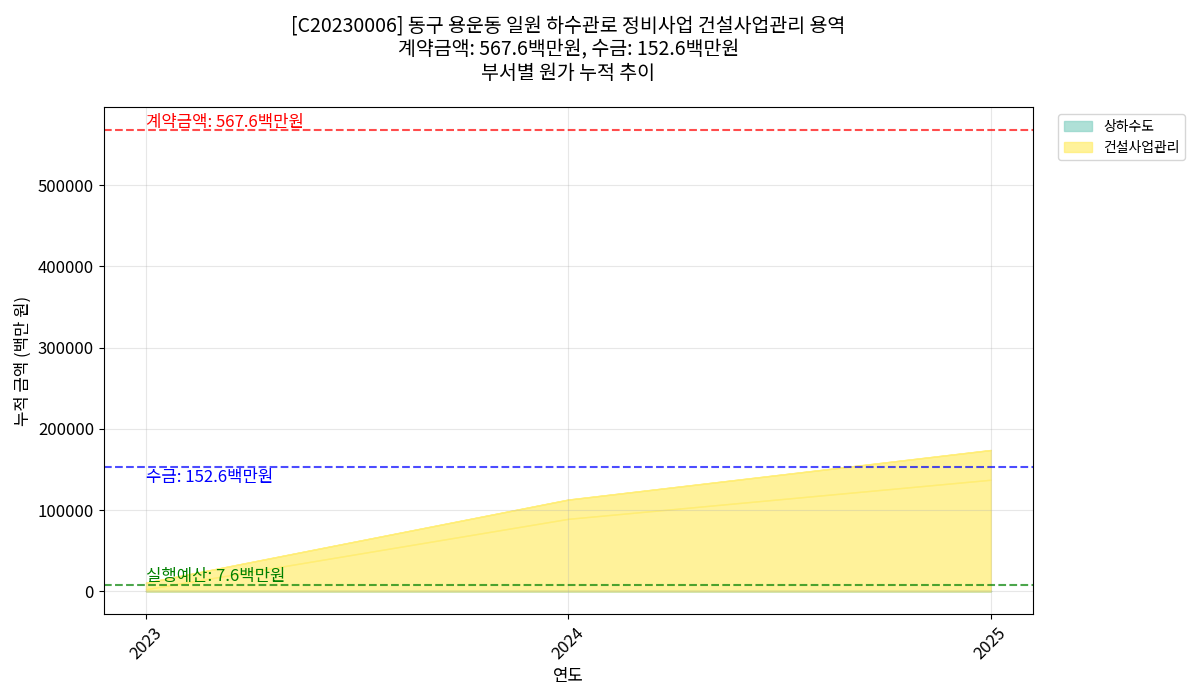 [C20230006] 동구 용운동 일원 하수관로 정비사업 건설사업관리 용역
계약금액: 567.6백만원, 수금: 152.6백만원
부서별 원가 누적 추이
계약금액: 567.6백만원
상하수도
건설사업관리
500000
400000
300000
200000
100000
0
누적 금액 (백만 원)
수금: 152.6백만원
실행예산: 7.6백만원
2023
2024
2025
연도